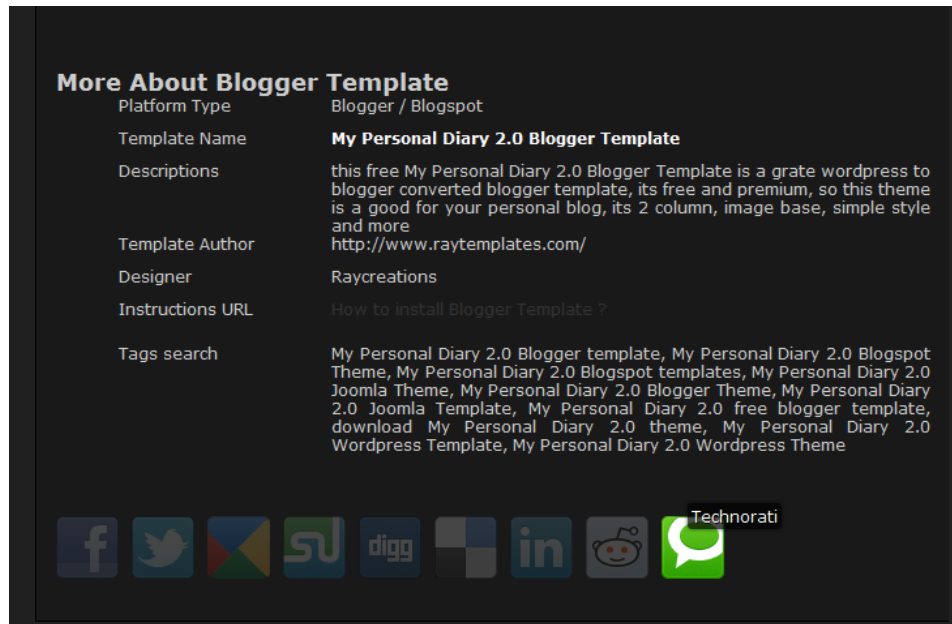 More About Blogger Template
Platform Type Blogger / Blogspot
Template Name My Personal Diary 2.0 Blogger Template
Descriptions this free My Personal Diary 2.0 Blogger Template is a grate wordpress to
blogger converted blogger template, its free and premium, so this theme
is a good for your personal blog, its 2 column, image base, simple style
and more
Template Author http://www.raytemplates.com/
Designer Raycreations
Instructions URL How to install Blogger Template ?
Tags search My Personal Diary 2.0 Blogger template, My Personal Diary 2.0 Blogspot
Theme, My Personal Diary 2.0 Blogspot templates, My Personal Diary 2.0
Joomla Theme, My Personal Diary 2.0 Blogger Theme, My Personal Diary
2.0 Joomla Template, My Personal Diary 2.0 free blogger template,
download My Personal Diary 2.0 theme, My Personal Diary 2.0
Wordpress Template, My Personal Diary 2.0 Wordpress Theme
Technorati
f su digg in